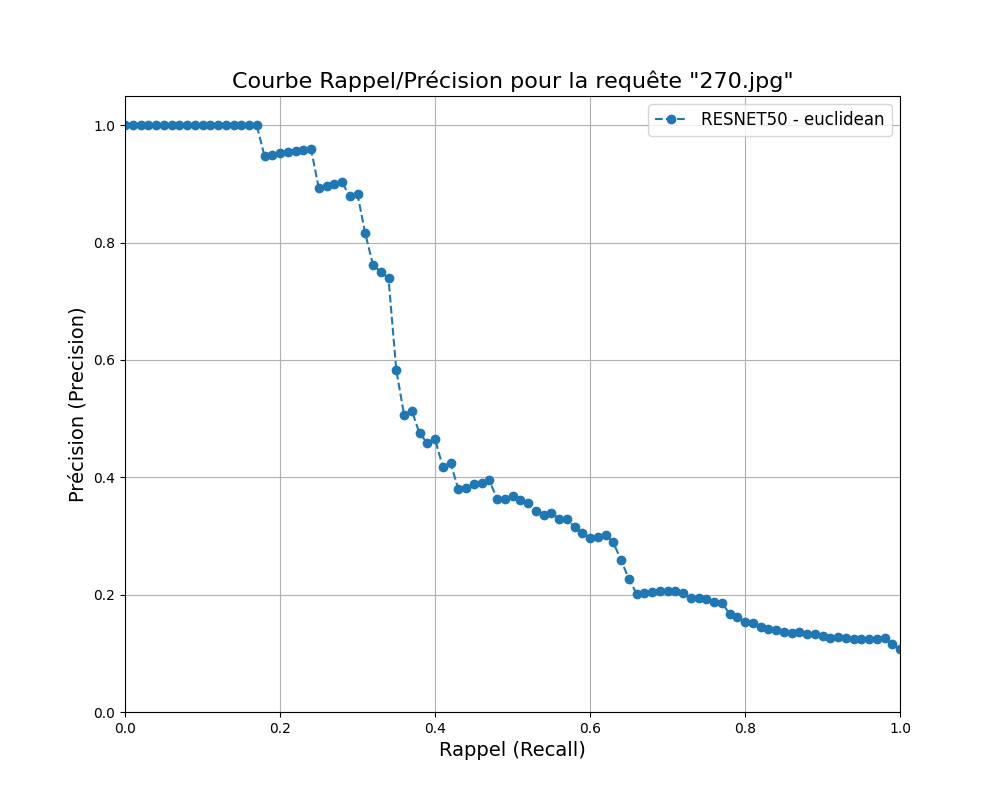 Courbe Rappel/Précision pour la requête "270.jpg"
RESNET50 - euclidean
1.0
0.8
0.6
0.4
0.2
0.0
Précision (Precision)
0.0 0.2 0.4 0.6 0.8 1.0
Rappel (Recall)